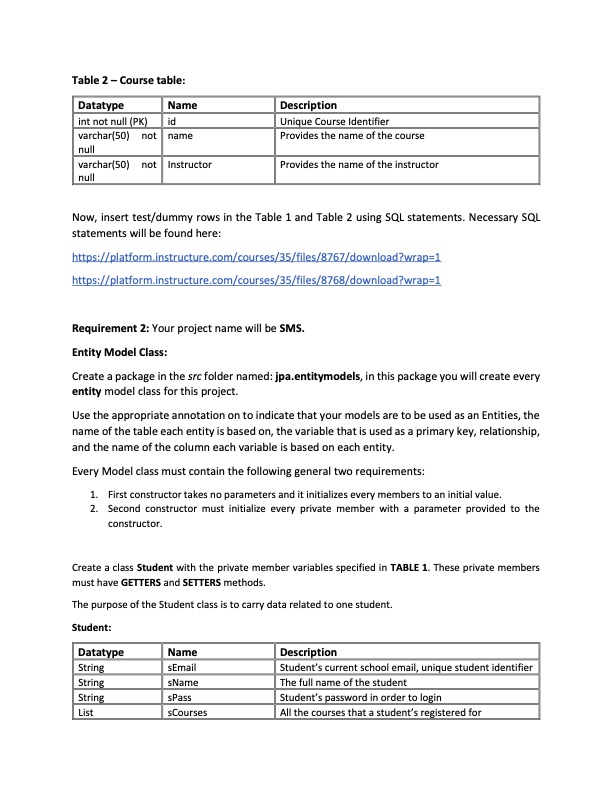 Table 2 – Course table:
Datatype Name Description
int not null (PK) id Unique Course Identifier
varchar(50) not name Provides the name of the course
null
varchar(50) not Instructor Provides the name of the instructor
null
Now, insert test/dummy rows in the Table 1 and Table 2 using SQL statements. Necessary SQL
statements will be found here:
https://platform.instructure.com/courses/35/files/8767/download?wrap=1
https://platform.instructure.com/courses/35/files/8768/download?wrap=1
Requirement 2: Your project name will be SMS.
Entity Model Class:
Create a package in the src folder named: jpa.entitymodels, in this package you will create every
entity model class for this project.
Use the appropriate annotation on to indicate that your models are to be used as an Entities, the
name of the table each entity is based on, the variable that is used as a primary key, relationship,
and the name of the column each variable is based on each entity.
Every Model class must contain the following general two requirements:
1. First constructor takes no parameters and it initializes every members to an initial value.
2. Second constructor must initialize every private member with a parameter provided to the
constructor.
Create a class Student with the private member variables specified in TABLE 1. These private members
must have GETTERS and SETTERS methods.
The purpose of the Student class is to carry data related to one student.
Student:
Datatype Name Description
String sEmail Student's current school email, unique student identifier
String sName The full name of the student
String sPass Student's password in order to login
List sCourses All the courses that a student's registered for